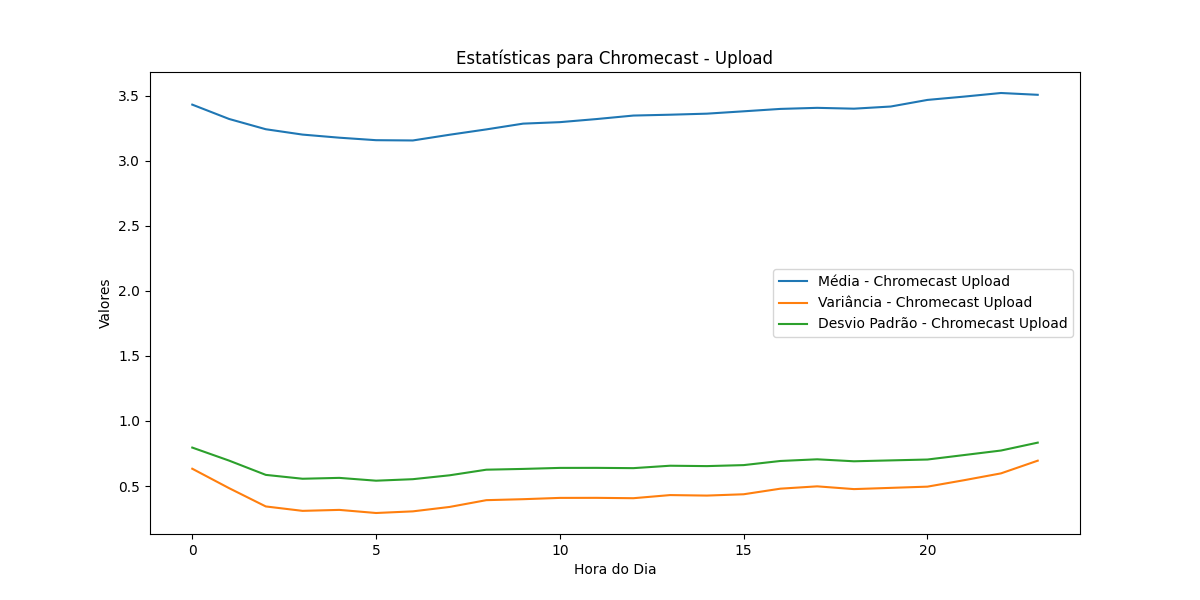 Estatísticas para Chromecast - Upload
3.5
3.0
2.5
2.0
1.5
1.0
0.5
Valores
Média - Chromecast Upload
Variância - Chromecast Upload
Desvio Padrão - Chromecast Upload
0 5 10 15 20
Hora do Dia